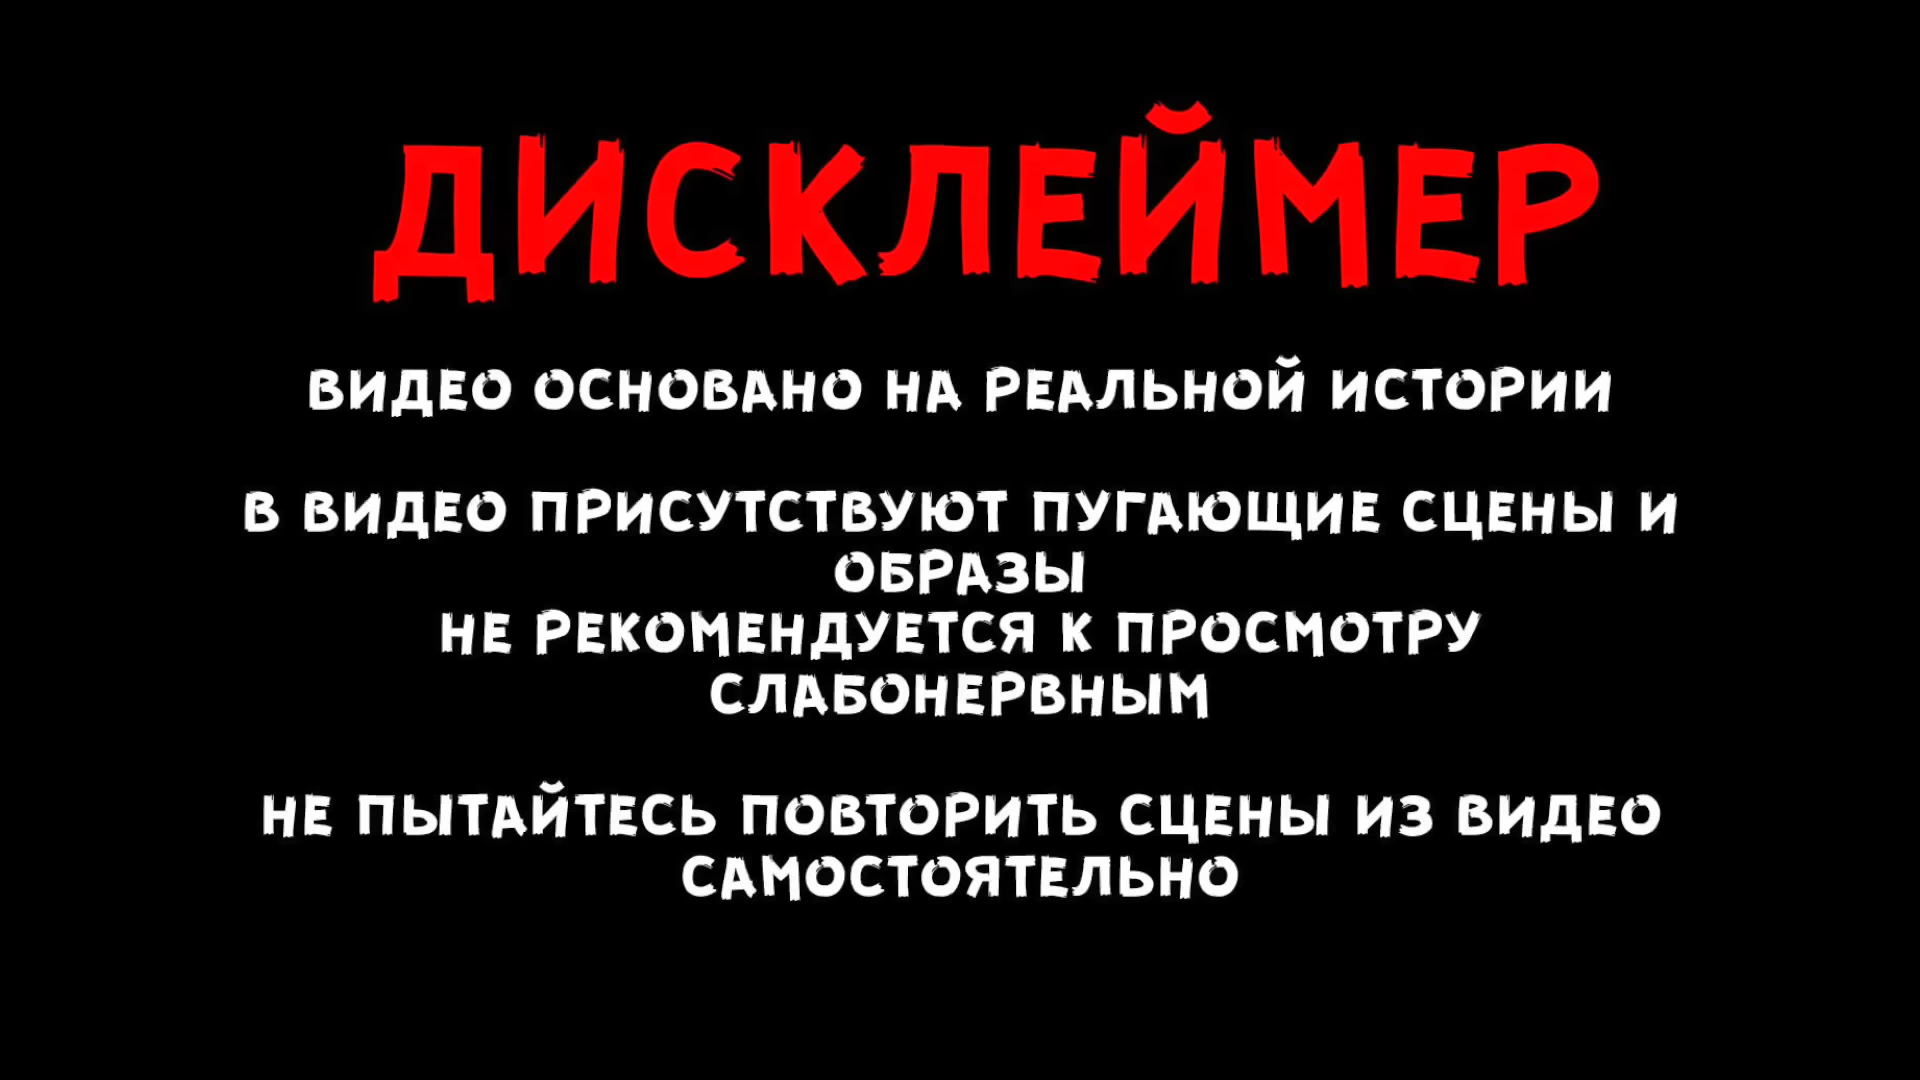 ДИСКЛЕЙМЕР
ВИДЕО ОСНОВАНО НА РЕАЛЬНОЙ ИСТОРИИ
В ВИДЕО ПРИСУТСТВУЮТ ПУГАЮЩИЕ СЦЕНЫ И
ОБРАЗЫ
НЕ РЕКОМЕНДУЕТСЯ К ПРОСМОТРУ
СЛАБОНЕРВНЫМ
НЕ ПЫТАЙТЕСЬ ПОВТОРИТЬ СЦЕНЫ ИЗ ВИДЕО
САМОСТОЯТЕЛЬНО